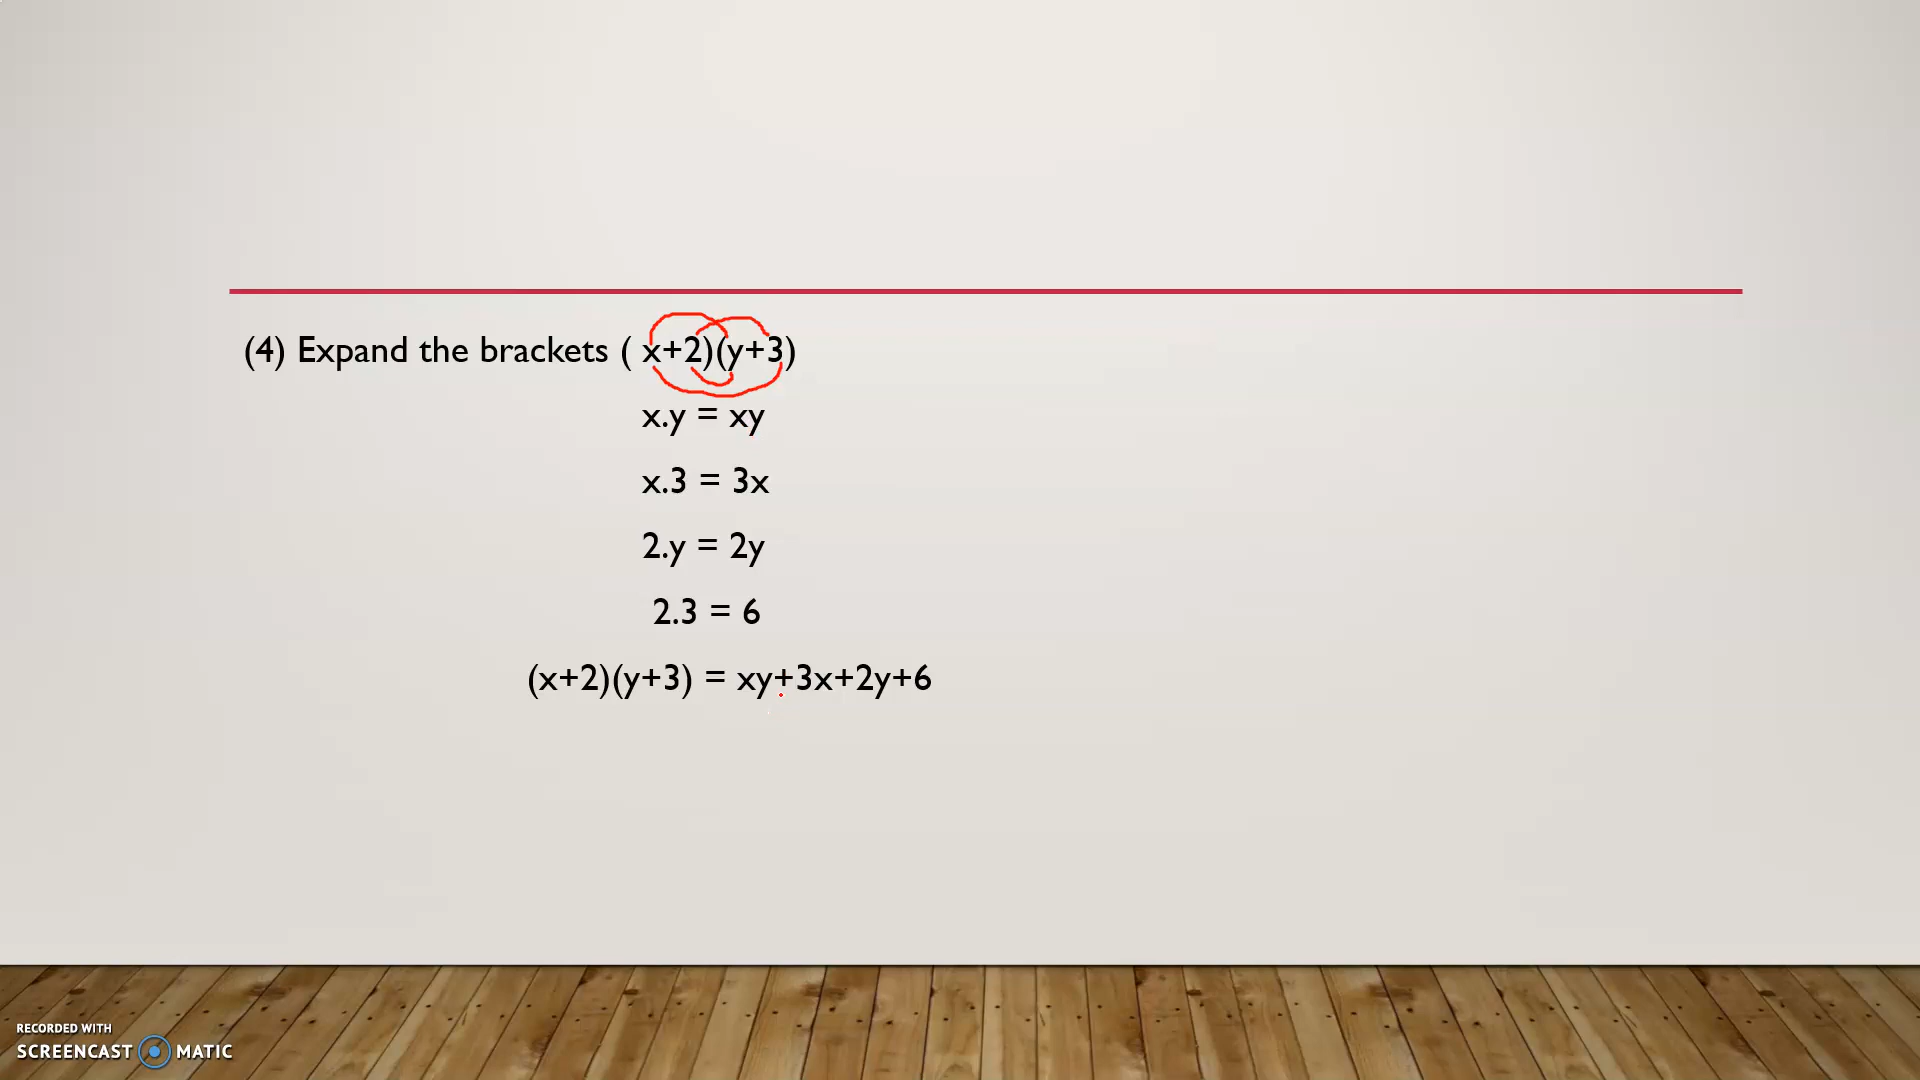 (4) Expand the brackets ( x+2)(y+3)
x.y = xy
x.3 = 3x
2.y = 2y
2.3 = 6
(x+2)(y+3) = xy+3x+2y+6
RECORDED WITH
SCREENCAST MATIC